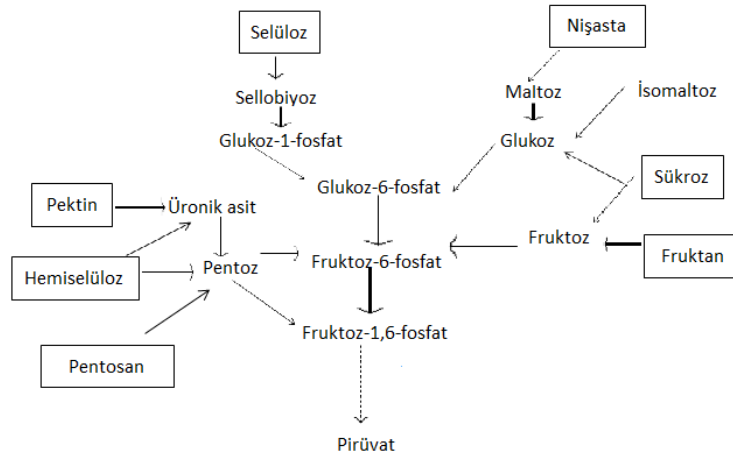 Selüloz
Nişasta
Sellobiyoz
Maltoz
İsomaltoz
Glukoz-1-fosfat
Glukoz
Glukoz-6-fosfat
Sükroz
Pektin
Üronik asit
Fruktoz
Fruktan
Hemiselüloz
Pentoz
Fruktoz-6-fosfat
Fruktoz-1,6-fosfat
Pentosan
Pirüvat